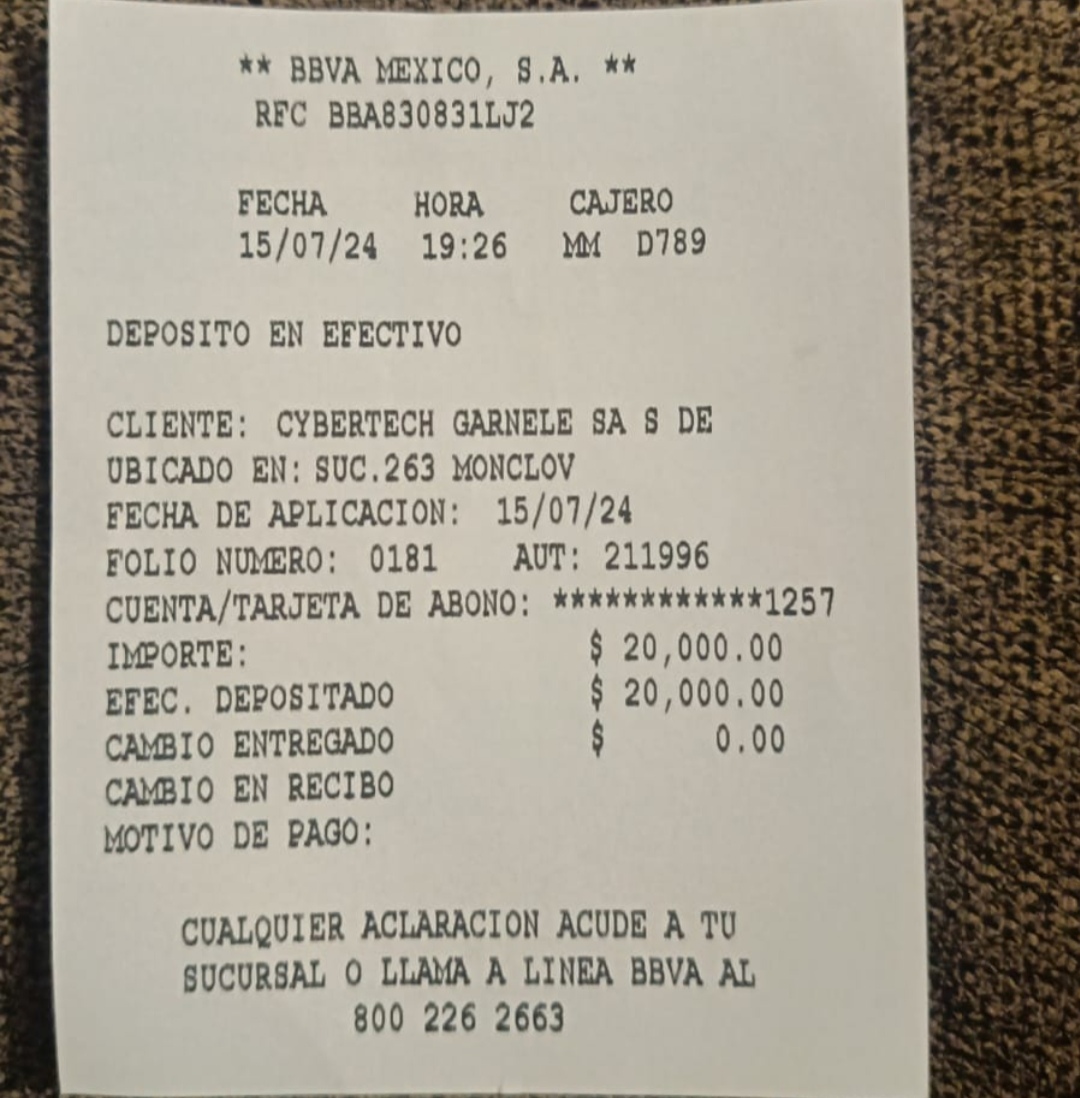 ** BBVA MEXICO, S.A. **
RFC BBA830831LJ2
FECHA HORA CAJERO
15/07/24 19:26 MM D789
DEPOSITO EN EFECTIVO
CLIENTE: CYBERTECH GARNELE SA S DE
UBICADO EN: SUC.263 MONCLOV
FECHA DE APLICACION: 15/07/24
FOLIO NUMERO: 0181 AUT: 211996
CUENTA/TARJETA DE ABONO: ************1257
IMPORTE: $ 20,000.00
EFEC. DEPOSITADO $ 20,000.00
CAMBIO ENTREGADO $ 0.00
CAMBIO EN RECIBO
MOTIVO DE PAGO:
CUALQUIER ACLARACION ACUDE A TU
SUCURSAL O LLAMA A LINEA BBVA AL
800 226 2663